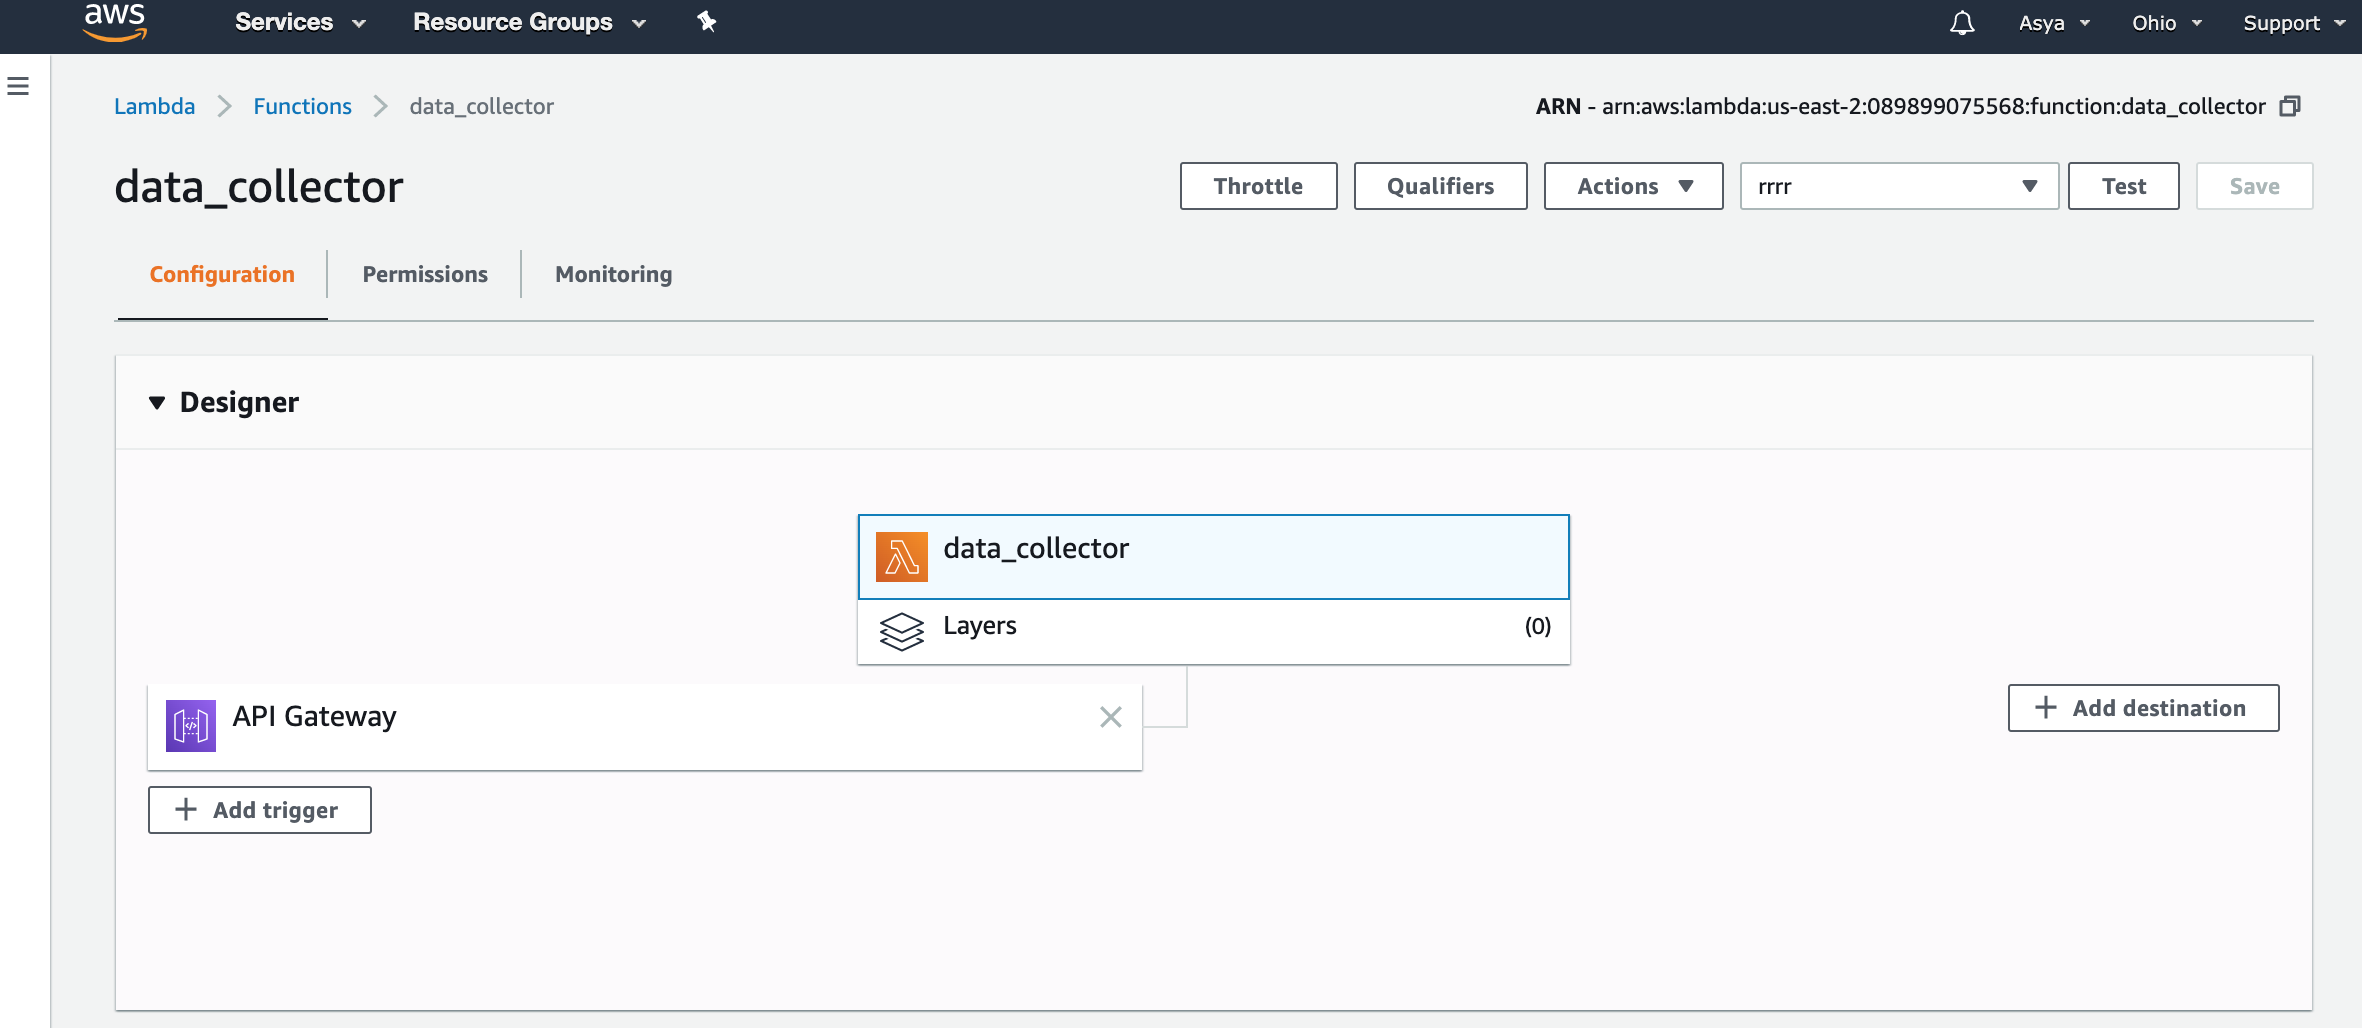 aws Services Resource Groups Asya Ohio Support
Lambda Functions data_collector ARN - arn:aws:lambda:us-east-2:089899075568:function:data_collector
data_collector Throttle Qualifiers Actions rrrr Test Save
Configuration Permissions Monitoring
Designer
data_collector
Layers (0)
API Gateway
Add destination
Add trigger